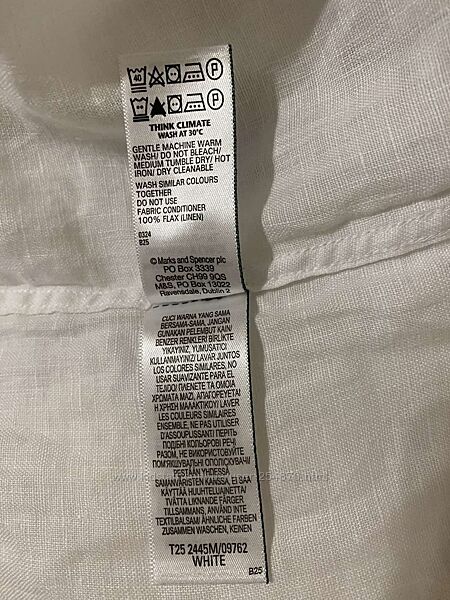 40 P
P
THINK CLIMATE
WASH AT 30°C
GENTLE MACHINE WARM
WASH/ DO NOT BLEACH/
MEDIUM TUMBLE DRY/ HOT
IRON/ DRY CLEANABLE
WASH SIMILAR COLOURS
TOGETHER
DO NOT USE
FABRIC CONDITIONER
100% FLAX (LINEN)
0324
B25
© Marks and Spencer plc
PO Box 3339
Chester CH99 9QS
M&S, PO Box 13022
Ravensdale, Dublin 2
CUCI WARNA YANG SAMA
BERSAMA-SAMA, JANGAN
GUNAKAN PELEMBUT KAIN/
BENZER RENKLERI BIRLIKTE
YIKAYINIZ, YUMUŞATICI
KULLANMAYINIZ/ LAVAR JUNTOS
LOS COLORES SIMILARES, NO
USAR SUAVIZANTE PARA EL
TEJIDO/ ΠΛΕΝΕΤΕ ΤΑ ΟΜΟΙΑ
ΧΡΩΜΑΤΑ ΜΑΖΙ, ΑΠΑΓΟΡΕΥΕΤΑΙ
Η ΧΡΗΣΗ ΜΑΛΑΚΤΙΚΟΥ/ LAVER
LES COULEURS SIMILAIRES
ENSEMBLE, NE PAS UTILISER
D'ASSOUPLISSANT/ ПЕРІТЬ
ПОДІБНІ КОЛЬОРОВІ РЕЧІ
РАЗОМ, НЕ ВИКОРИСТОВУЙТЕ
ПОМ'ЯКШУВАЛЬНІ ОПОЛІСКУВАЧІ/
PESTÄÄN YHDESSÄ
SAMANVÄRISTEN KANSSA, EI SAA
KÄYTTÄÄ HUUHTELUAINETTA/
TVÄTTA LIKNANDE FÄRGER
TILLSAMMANS, ANVÄND INTE
TEXTILBALSAM/ ÄHNLICHE FARBEN
ZUSAMMEN WASCHEN, KEINEN
T25 2445M/09762
WHITE
B25